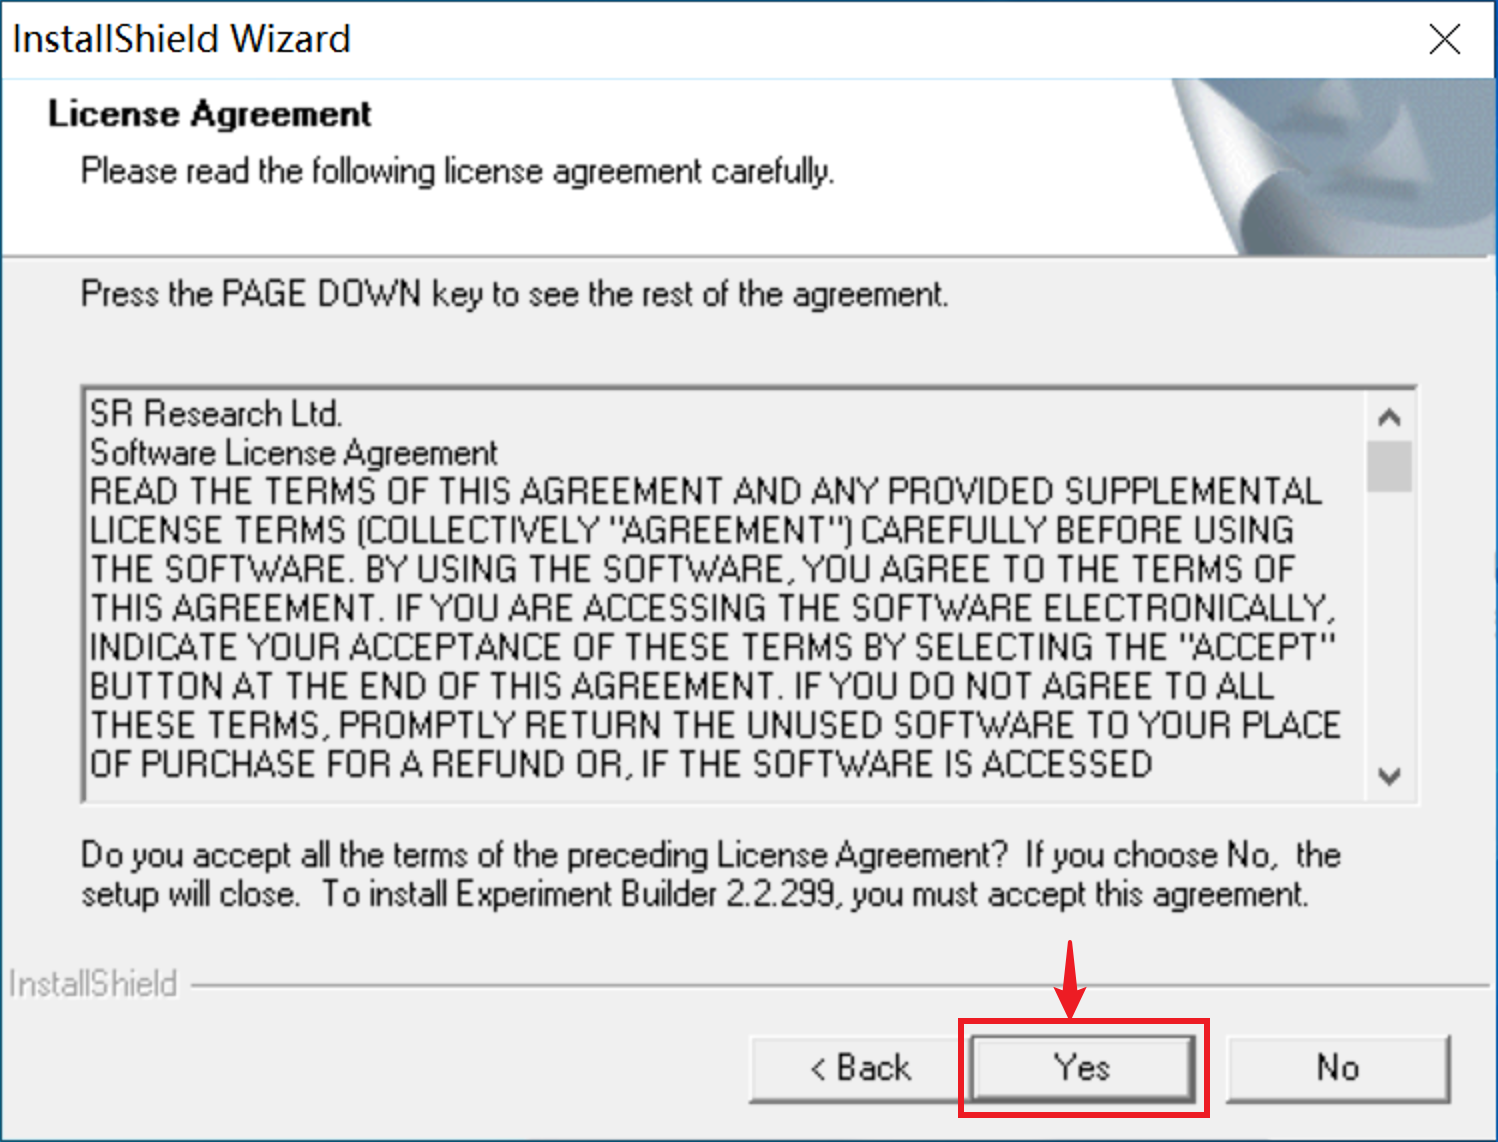 InstallShield Wizard
License Agreement
Please read the following license agreement carefully.
Press the PAGE DOWN key to see the rest of the agreement.
SR Research Ltd.
Software License Agreement
READ THE TERMS OF THIS AGREEMENT AND ANY PROVIDED SUPPLEMENTAL
LICENSE TERMS (COLLECTIVELY "AGREEMENT") CAREFULLY BEFORE USING
THE SOFTWARE. BY USING THE SOFTWARE, YOU AGREE TO THE TERMS OF
THIS AGREEMENT. IF YOU ARE ACCESSING THE SOFTWARE ELECTRONICALLY,
INDICATE YOUR ACCEPTANCE OF THESE TERMS BY SELECTING THE "ACCEPT"
BUTTON AT THE END OF THIS AGREEMENT. IF YOU DO NOT AGREE TO ALL
THESE TERMS, PROMPTLY RETURN THE UNUSED SOFTWARE TO YOUR PLACE
OF PURCHASE FOR A REFUND OR, IF THE SOFTWARE IS ACCESSED
Do you accept all the terms of the preceding License Agreement?  If you choose No,  the
setup will close.  To install Experiment Builder 2.2.299, you must accept this agreement.
InstallShield
< Back
Yes
No